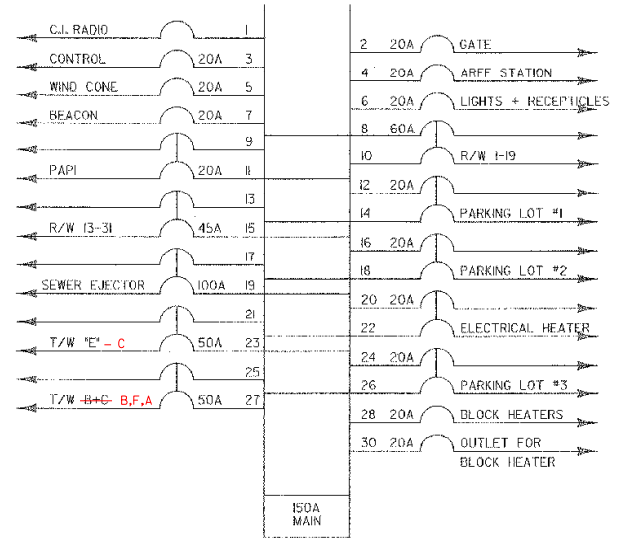 C.I. RADIO 1
2 20A GATE
CONTROL 20A 3
4 20A ARFF STATION
WIND CONE 20A 5
6 20A LIGHTS + RECEPTICLES
BEACON 20A 7
8 60A
9
10 R/W 1-19
PAPI 20A 11
12 20A
13
14 PARKING LOT #1
R/W 13-31 45A 15
16 20A
17
18 PARKING LOT #2
SEWER EJECTOR 100A 19
20 20A
21
22 ELECTRICAL HEATER
T/W "E" - C 50A 23
24 20A
25
26 PARKING LOT #3
T/W B+C B,F,A 50A 27
28 20A BLOCK HEATERS
30 20A OUTLET FOR
BLOCK HEATER
150A
MAIN